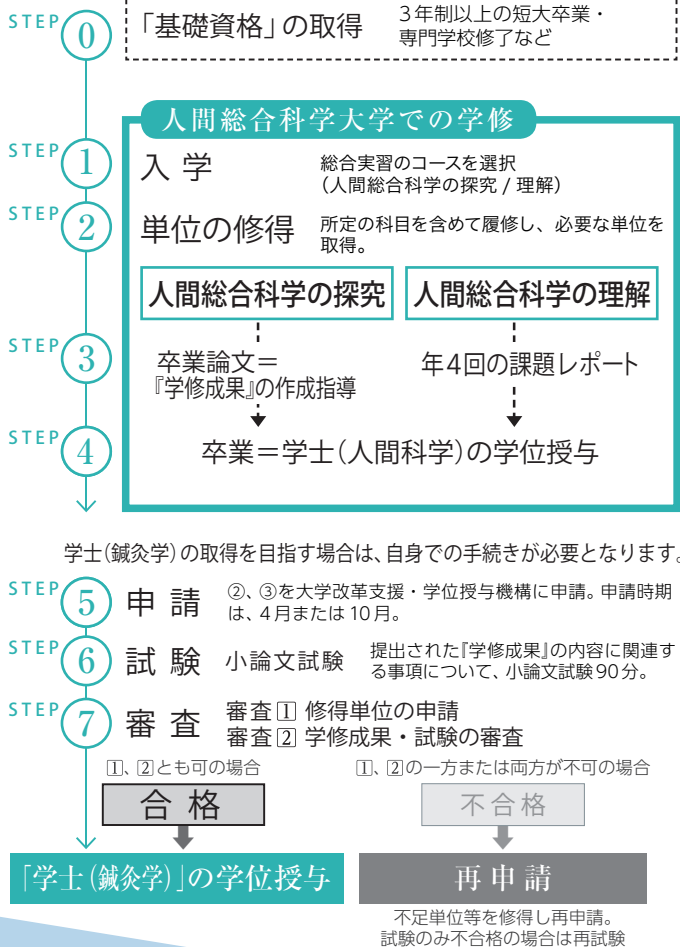 STEP 0
「基礎資格」の取得
3年制以上の短大卒業・
専門学校修了など
人間総合科学大学での学修
STEP 1
入学
総合実習のコースを選択
(人間総合科学の探究 / 理解)
STEP 2
単位の修得
所定の科目を含めて履修し、必要な単位を
取得。
人間総合科学の探究
人間総合科学の理解
STEP 3
卒業論文＝
『学修成果』の作成指導
年4回の課題レポート
STEP 4
卒業＝学士(人間科学)の学位授与
学士(鍼灸学)の取得を目指す場合は、自身での手続きが必要となります。
STEP 5
申請
②、③を大学改革支援・学位授与機構に申請。申請時期
は、4月または10月。
STEP 6
試験
小論文試験
提出された『学修成果』の内容に関連す
る事項について、小論文試験90分。
STEP 7
審査
審査1 修得単位の申請
審査2 学修成果・試験の審査
1、2とも可の場合
1、2の一方または両方が不可の場合
合格
不合格
「学士(鍼灸学)」の学位授与
再申請
不足単位等を修得し再申請。
試験のみ不合格の場合は再試験